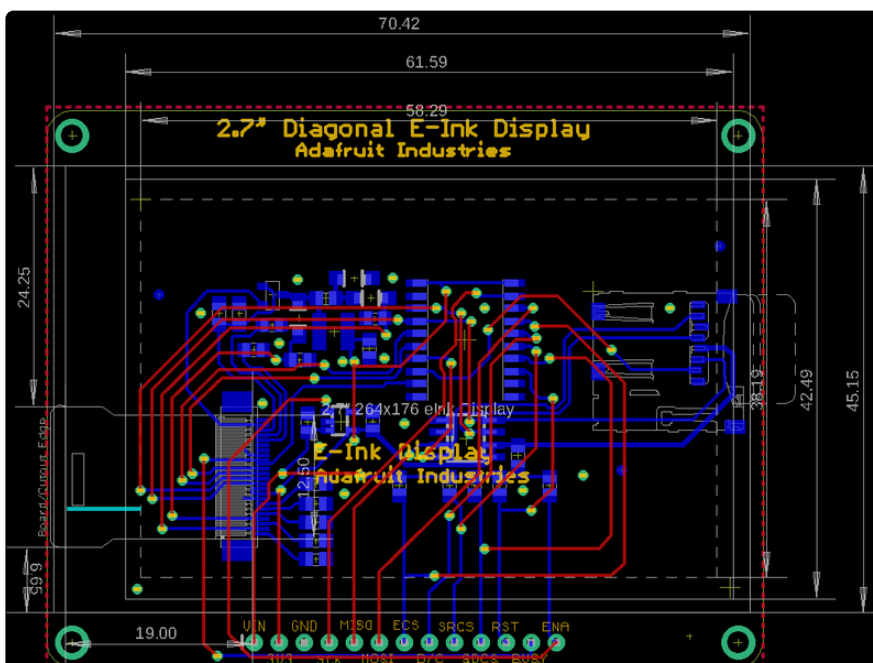 70.42
61.59
58.29
2.7" Diagonal E-Ink Display
Adafruit Industries
24.25
38.19
42.49
45.15
2.7" 264x176 eInk Display
E-Ink Display
Adafruit Industries
12.50
Board/Cutout Edge
6.65
19.00
VIN GND MISO ECS SRCS RST ENA
3V3 SCK MOSI D/C SDCS BUSY